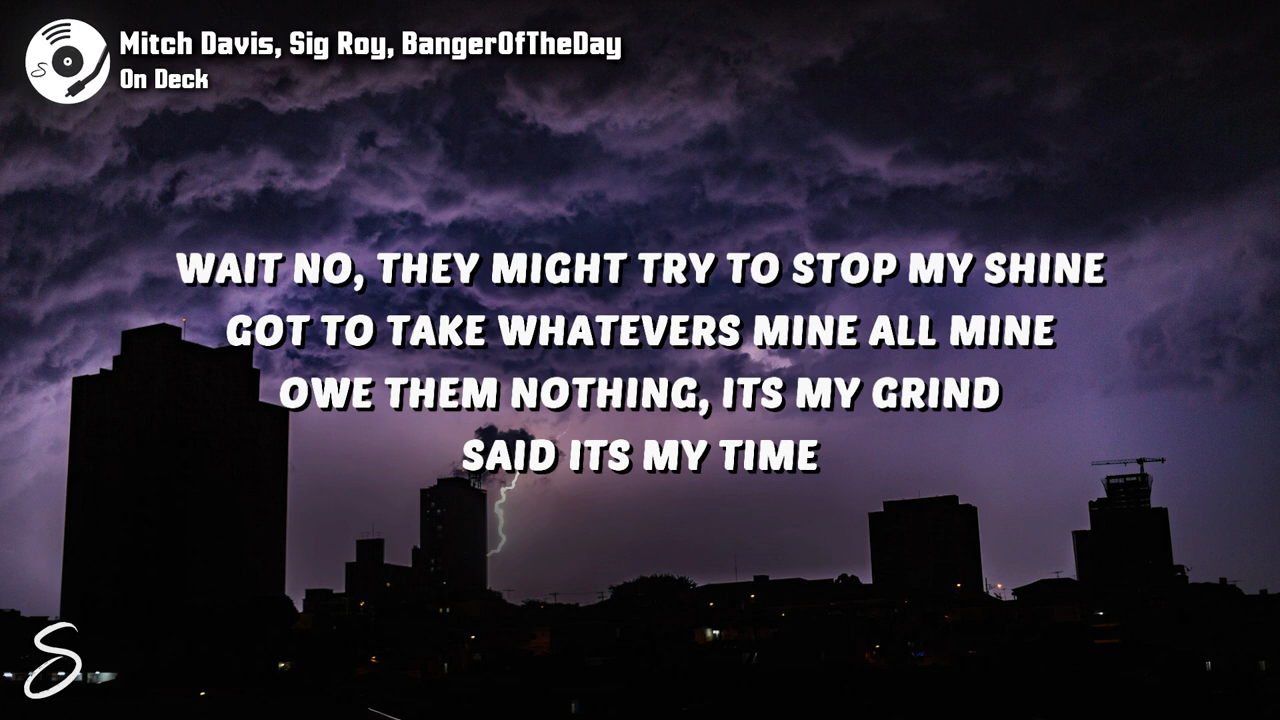 Mitch Davis, Sig Roy, BangerOfTheDay
On Deck
WAIT NO, THEY MIGHT TRY TO STOP MY SHINE
GOT TO TAKE WHATEVERS MINE ALL MINE
OWE THEM NOTHING, ITS MY GRIND
SAID ITS MY TIME
S